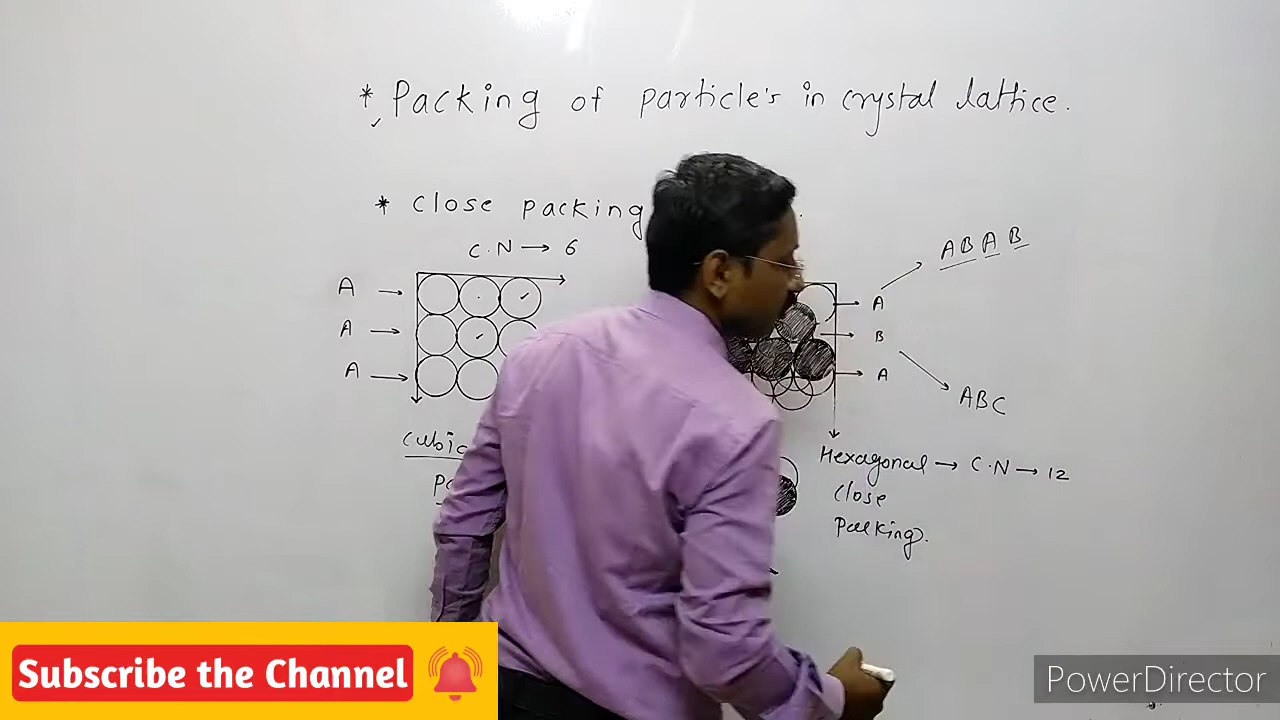 * Packing of particle's in crystal lattice.
* close packing
C.N → 6
A →
A →
A →
cubic
→ A
→ B
→ A
ABAB
ABC
Hexagonal → C.N → 12
close
packing.
Subscribe the Channel
PowerDirector